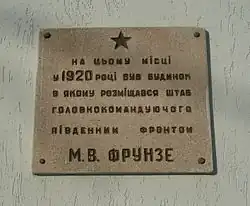 НА ЦЬОМУ МІСЦІ
У 1920 РОЦІ БУВ БУДИНОК
В ЯКОМУ РОЗМІЩАВСЯ ШТАБ
ГОЛОВНОКОМАНДУЮЧОГО
ПІВДЕННИМ ФРОНТОМ
М.В. ФРУНЗЕ